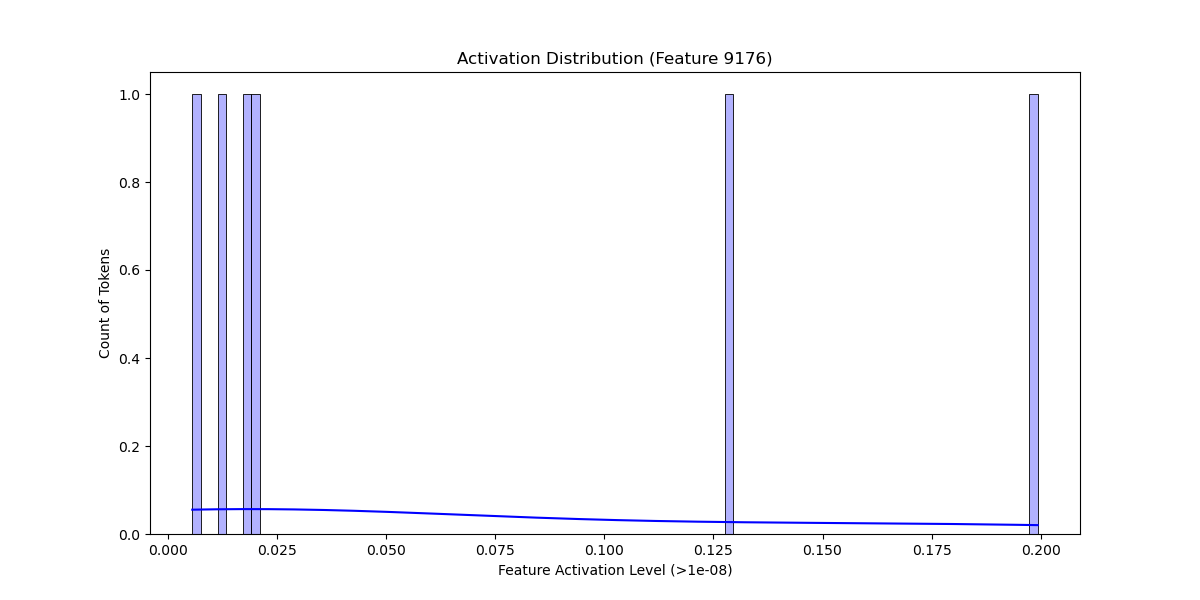 Activation Distribution (Feature 9176)
1.0
0.8
0.6
0.4
0.2
0.0
Count of Tokens
0.000 0.025 0.050 0.075 0.100 0.125 0.150 0.175 0.200
Feature Activation Level (>1e-08)